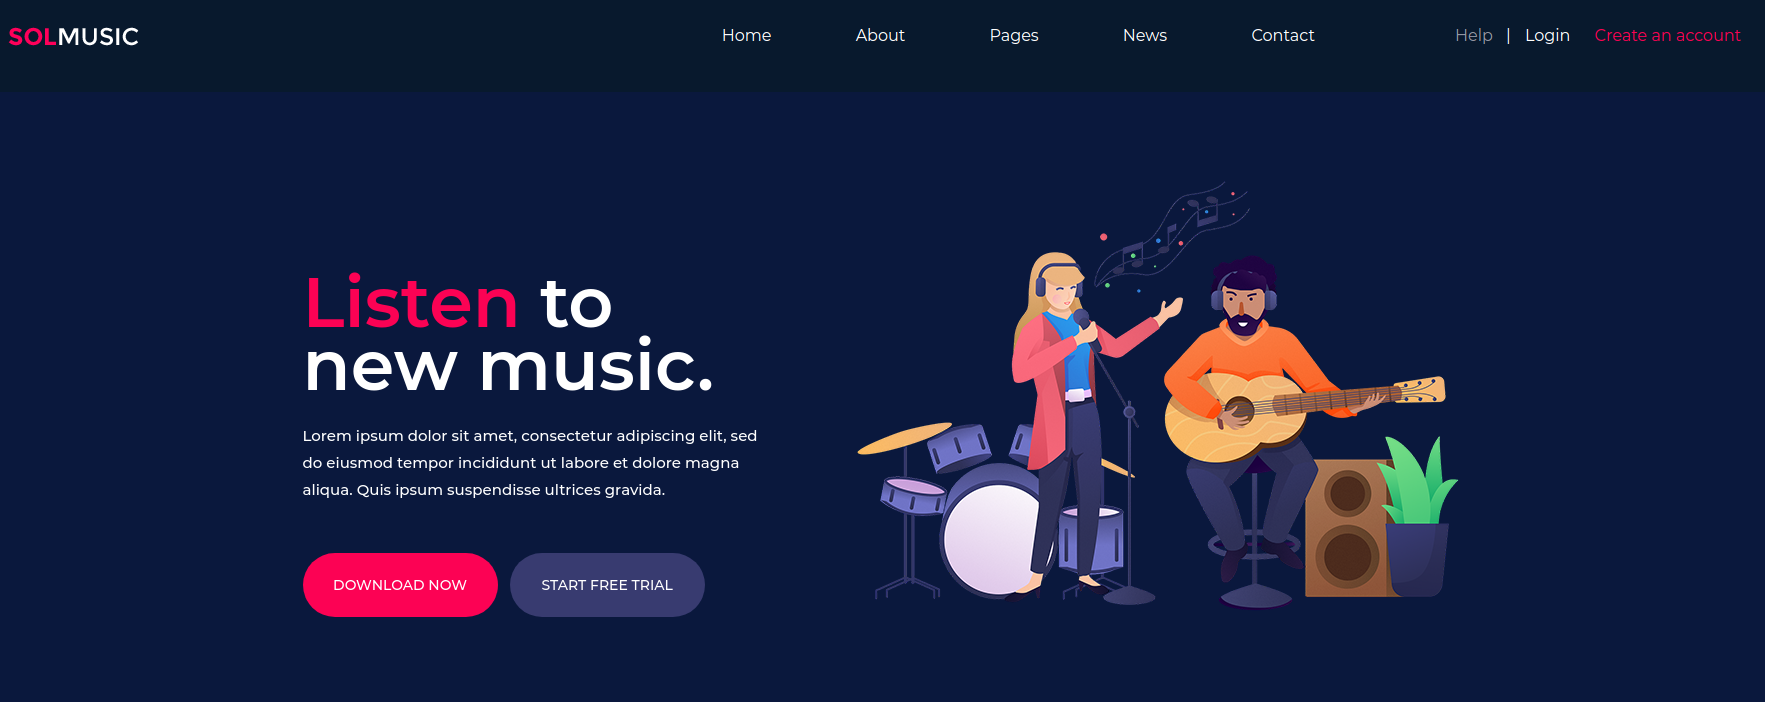 SOLMUSIC
Home About Pages News Contact Help | Login Create an account
Listen to
new music.
Lorem ipsum dolor sit amet, consectetur adipiscing elit, sed
do eiusmod tempor incididunt ut labore et dolore magna
aliqua. Quis ipsum suspendisse ultrices gravida.
DOWNLOAD NOW START FREE TRIAL